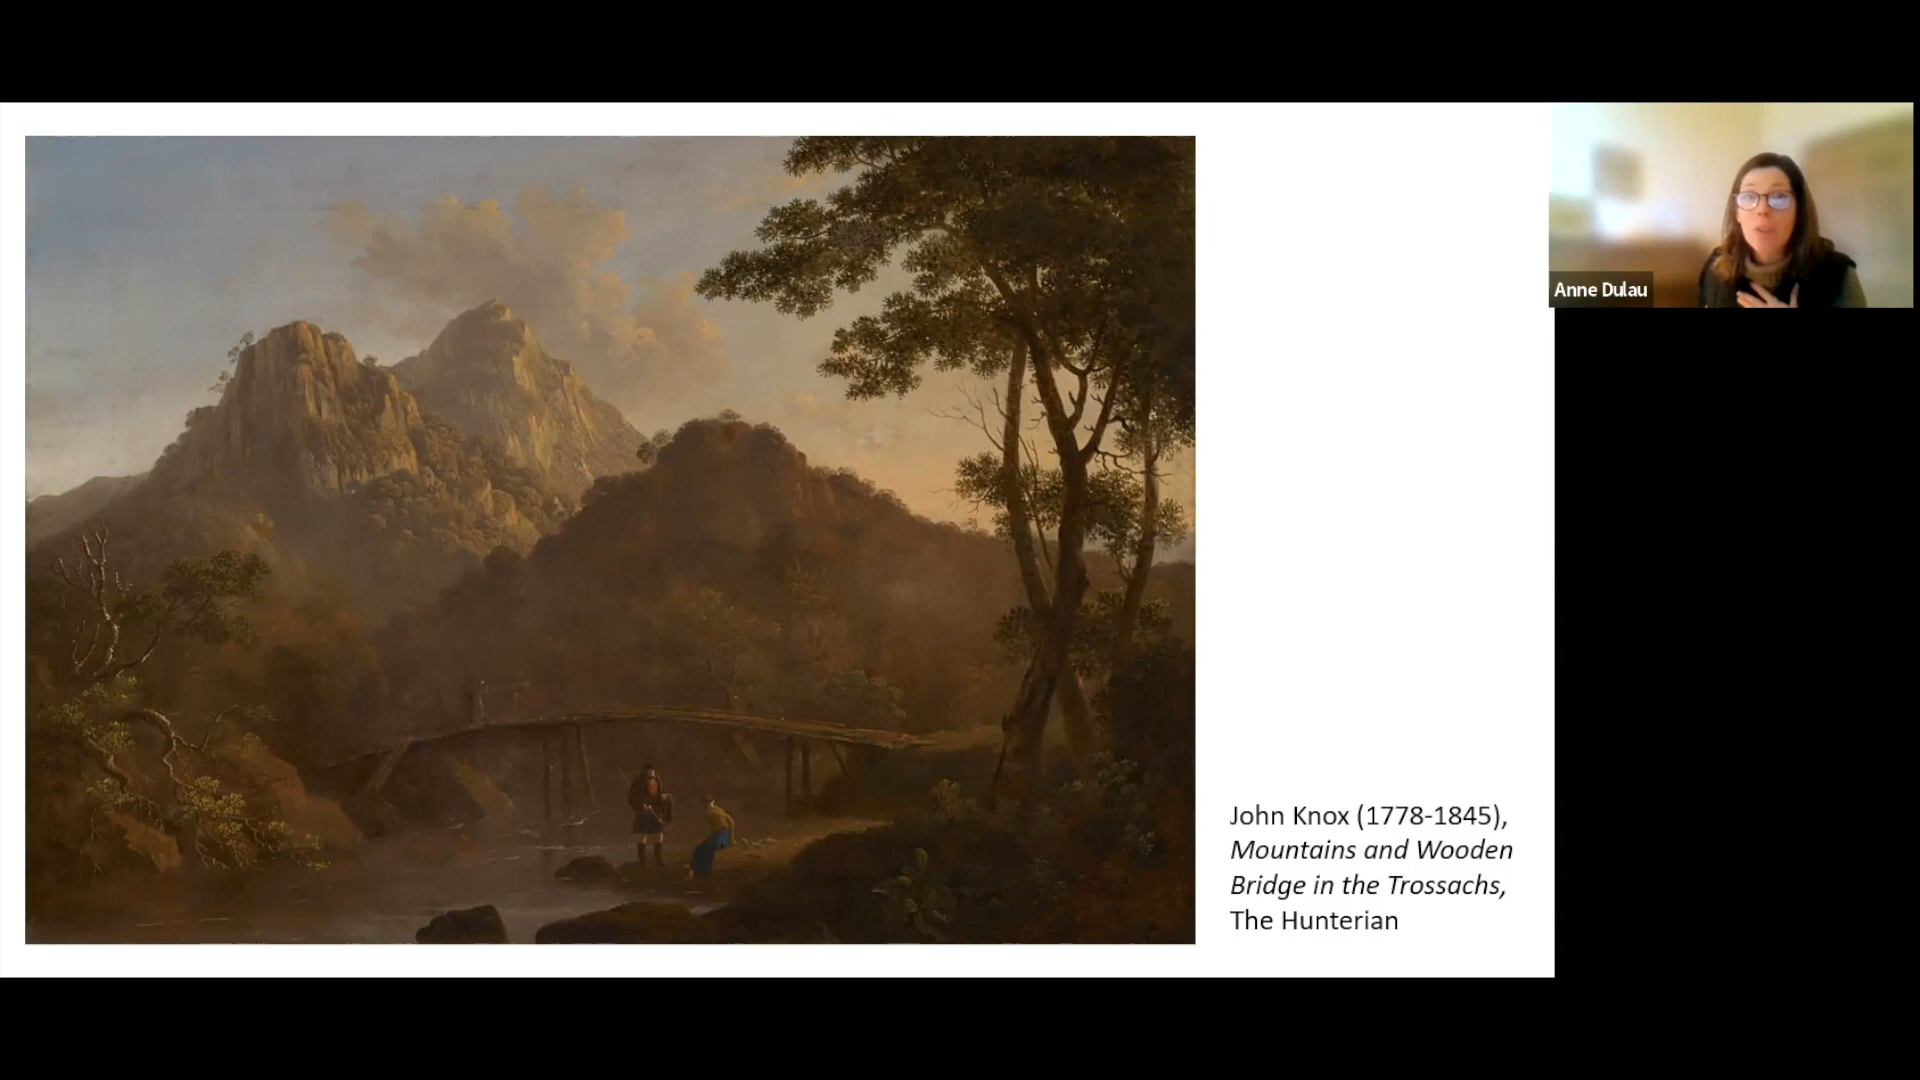 Anne Dulau
John Knox (1778-1845),
Mountains and Wooden
Bridge in the Trossachs,
The Hunterian